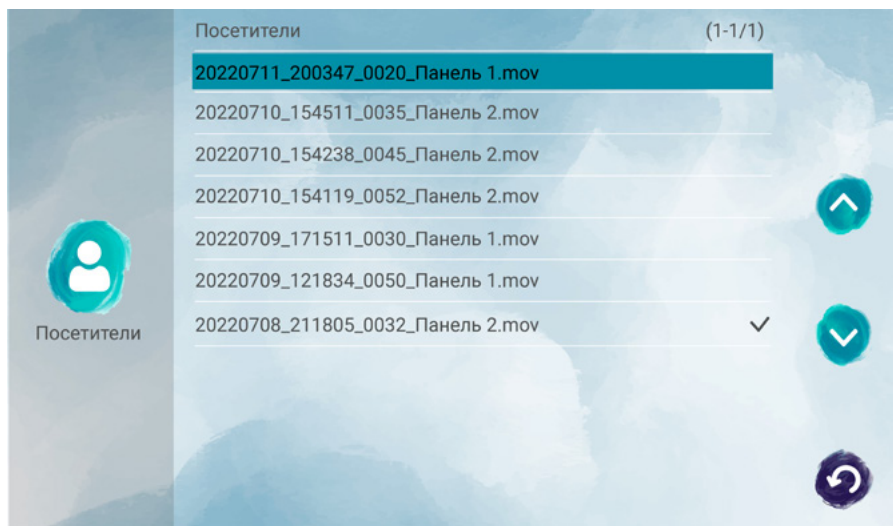 Посетители (1-1/1)
20220711_200347_0020_Панель 1.mov
20220710_154511_0035_Панель 2.mov
20220710_154238_0045_Панель 2.mov
20220710_154119_0052_Панель 2.mov
20220709_171511_0030_Панель 1.mov
20220709_121834_0050_Панель 1.mov
20220708_211805_0032_Панель 2.mov
Посетители